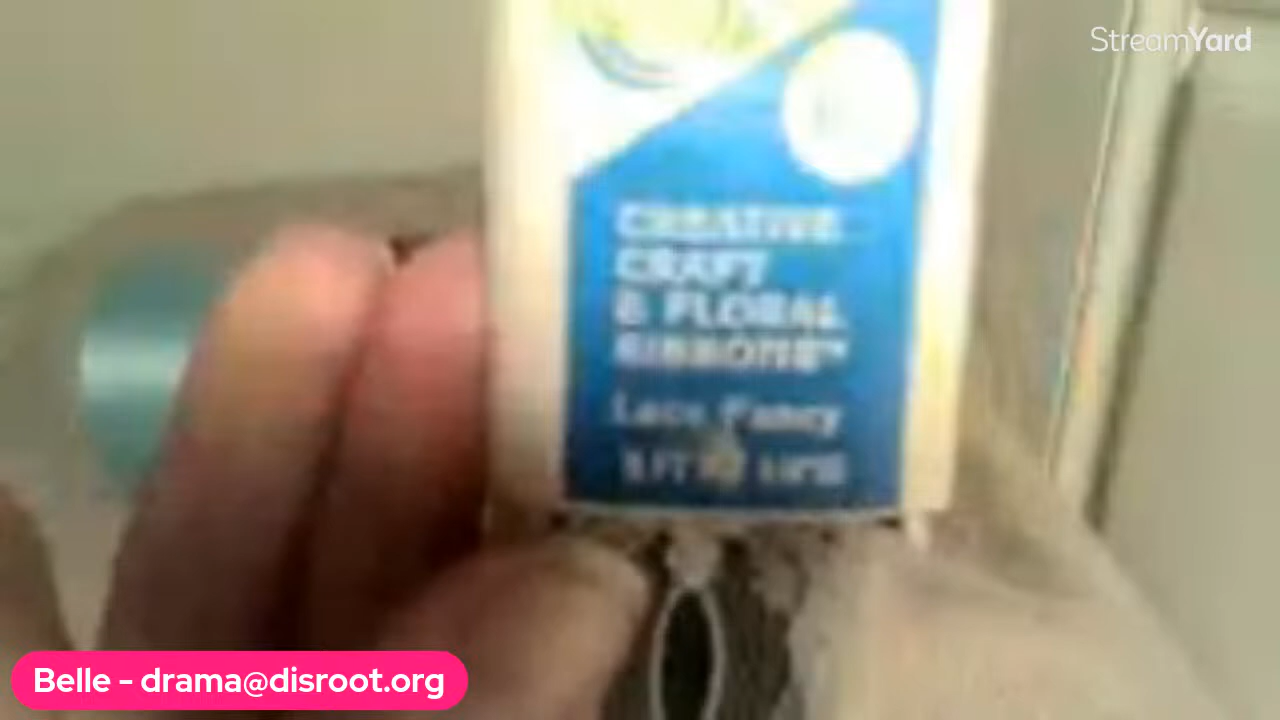 StreamYard
CREATIVE
CRAFT
& FLORAL
RIBBONS™
Lace Fancy
Belle - drama@disroot.org